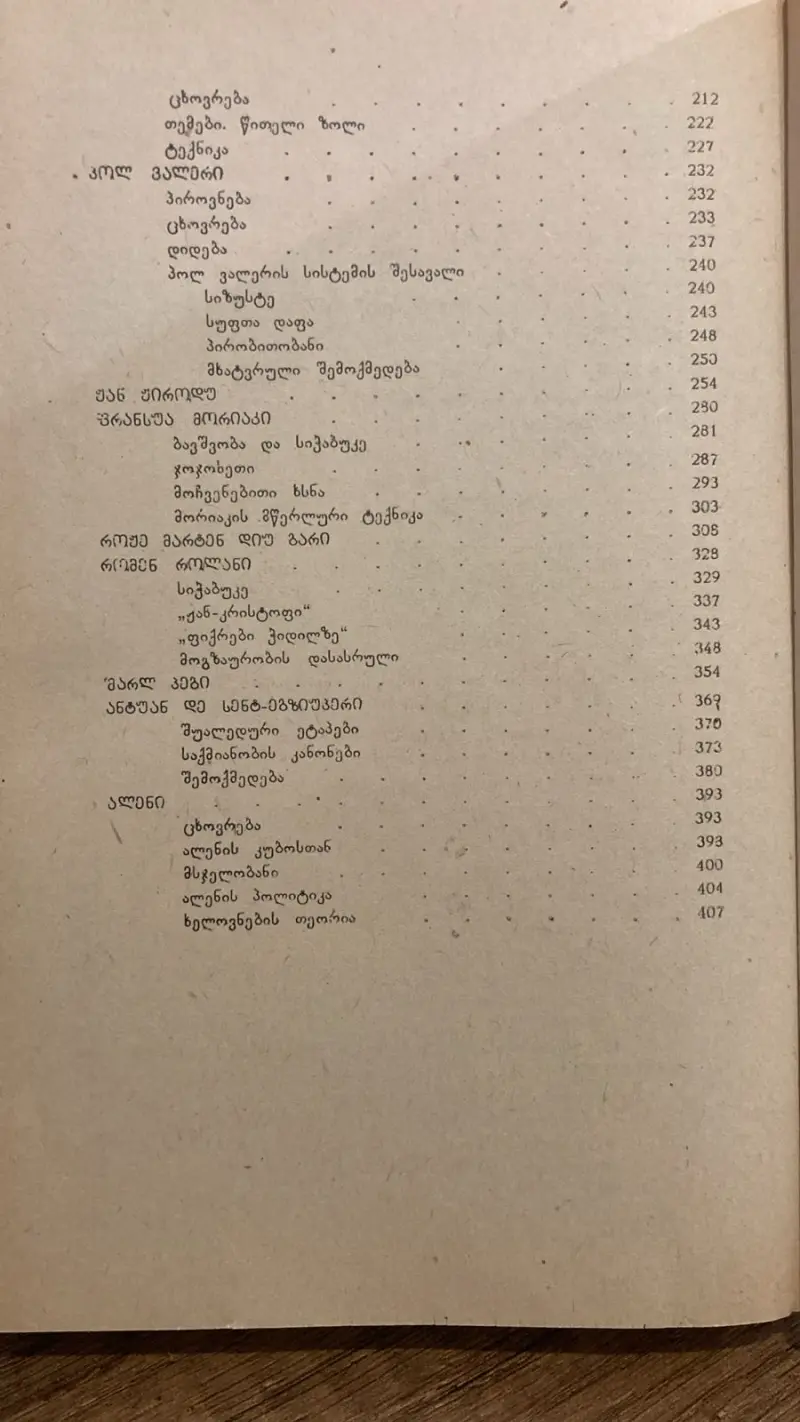 ცხოვრება . . . . . . . . . 212
თემები. წითელი ზოლი . . . . . . . 222
ტექნიკა . . . . . . . . . . 227
პოლ ვალერი . . . . . . . . . . 232
პიროვნება . . . . . . . . . 232
ცხოვრება . . . . . . . . . 233
დიდება . . . . . . . . . . 237
პოლ ვალერის სისტემის შესავალი . . . . . 240
სიზუსტე . . . . . . . 240
სუფთა დაფა . . . . . . 243
პირობითობანი . . . . . . 248
მხატვრული შემოქმედება . . . . . 250
ჟან ჟიროდუ . . . . . . . . . . 254
ფრანსუა მორიაკი . . . . . . . . . 280
ბავშვობა და სიჭაბუკე . . . . . . . 281
ჯოჯოხეთი . . . . . . . . . 287
მოჩვენებითი ხსნა . . . . . . . . 293
მორიაკის მწერლური ტექნიკა . . . . . . 303
როჟე მარტენ დიუ გარი . . . . . . . . 308
რომენ როლანი . . . . . . . . . . 328
სიჭაბუკე . . . . . . . . . 329
„ჟან-კრისტოფი“ . . . . . . 337
„ფიქრები ჰიდილზე“ . . . . . . 343
მოგზაურობის დასასრული . . . . . . 348
შარლ პეგი . . . . . . . . . . . 354
ანტუან დე სენტ-ეგზიუპერი . . . . . . . 369
შუალედური ეტაპები . . . . . . . 370
საქმიანობის კანონები . . . . . . . 373
შემოქმედება . . . . . . . . . 380
ალენი . . . . . . . . . . . . 393
ცხოვრება . . . . . . . . . 393
ალენის კუბოსთან . . . . . . . . 393
მსჯელობანი . . . . . . . . . 400
ალენის პოლიტიკა . . . . . . . 404
ხელოვნების თეორია . . . . . . . 407